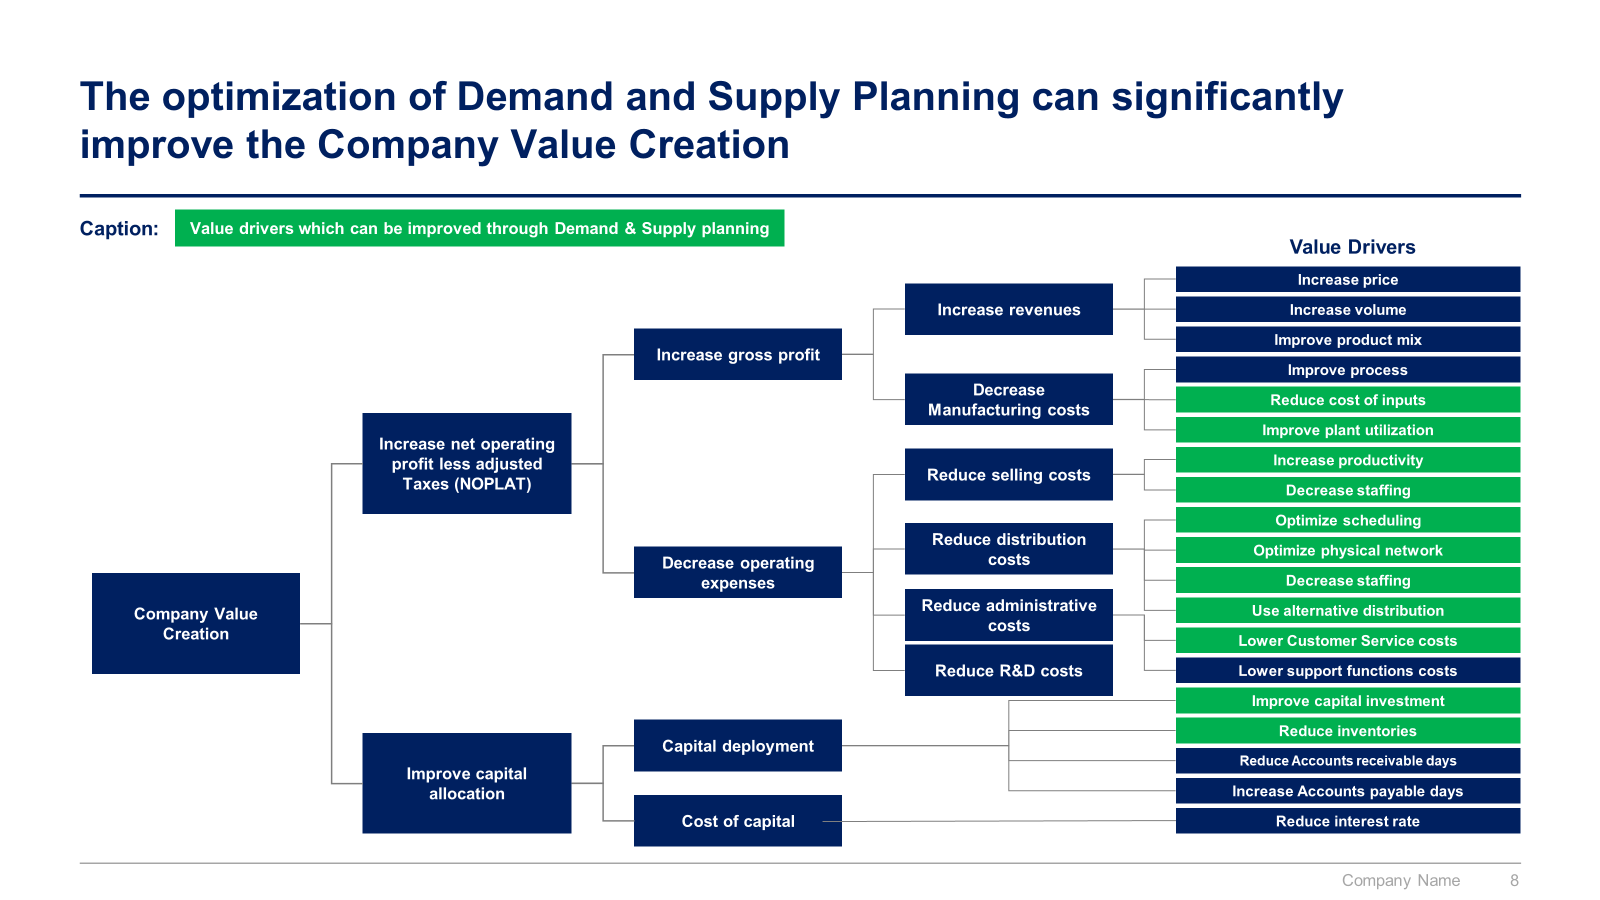 The optimization of Demand and Supply Planning can significantly
improve the Company Value Creation
Caption:
Value drivers which can be improved through Demand & Supply planning
Value Drivers
Company Value
Creation
Increase net operating
profit less adjusted
Taxes (NOPLAT)
Improve capital
allocation
Increase gross profit
Decrease operating
expenses
Capital deployment
Cost of capital
Increase revenues
Decrease
Manufacturing costs
Reduce selling costs
Reduce distribution
costs
Reduce administrative
costs
Reduce R&D costs
Increase price
Increase volume
Improve product mix
Improve process
Reduce cost of inputs
Improve plant utilization
Increase productivity
Decrease staffing
Optimize scheduling
Optimize physical network
Decrease staffing
Use alternative distribution
Lower Customer Service costs
Lower support functions costs
Improve capital investment
Reduce inventories
Reduce Accounts receivable days
Increase Accounts payable days
Reduce interest rate
Company Name
8